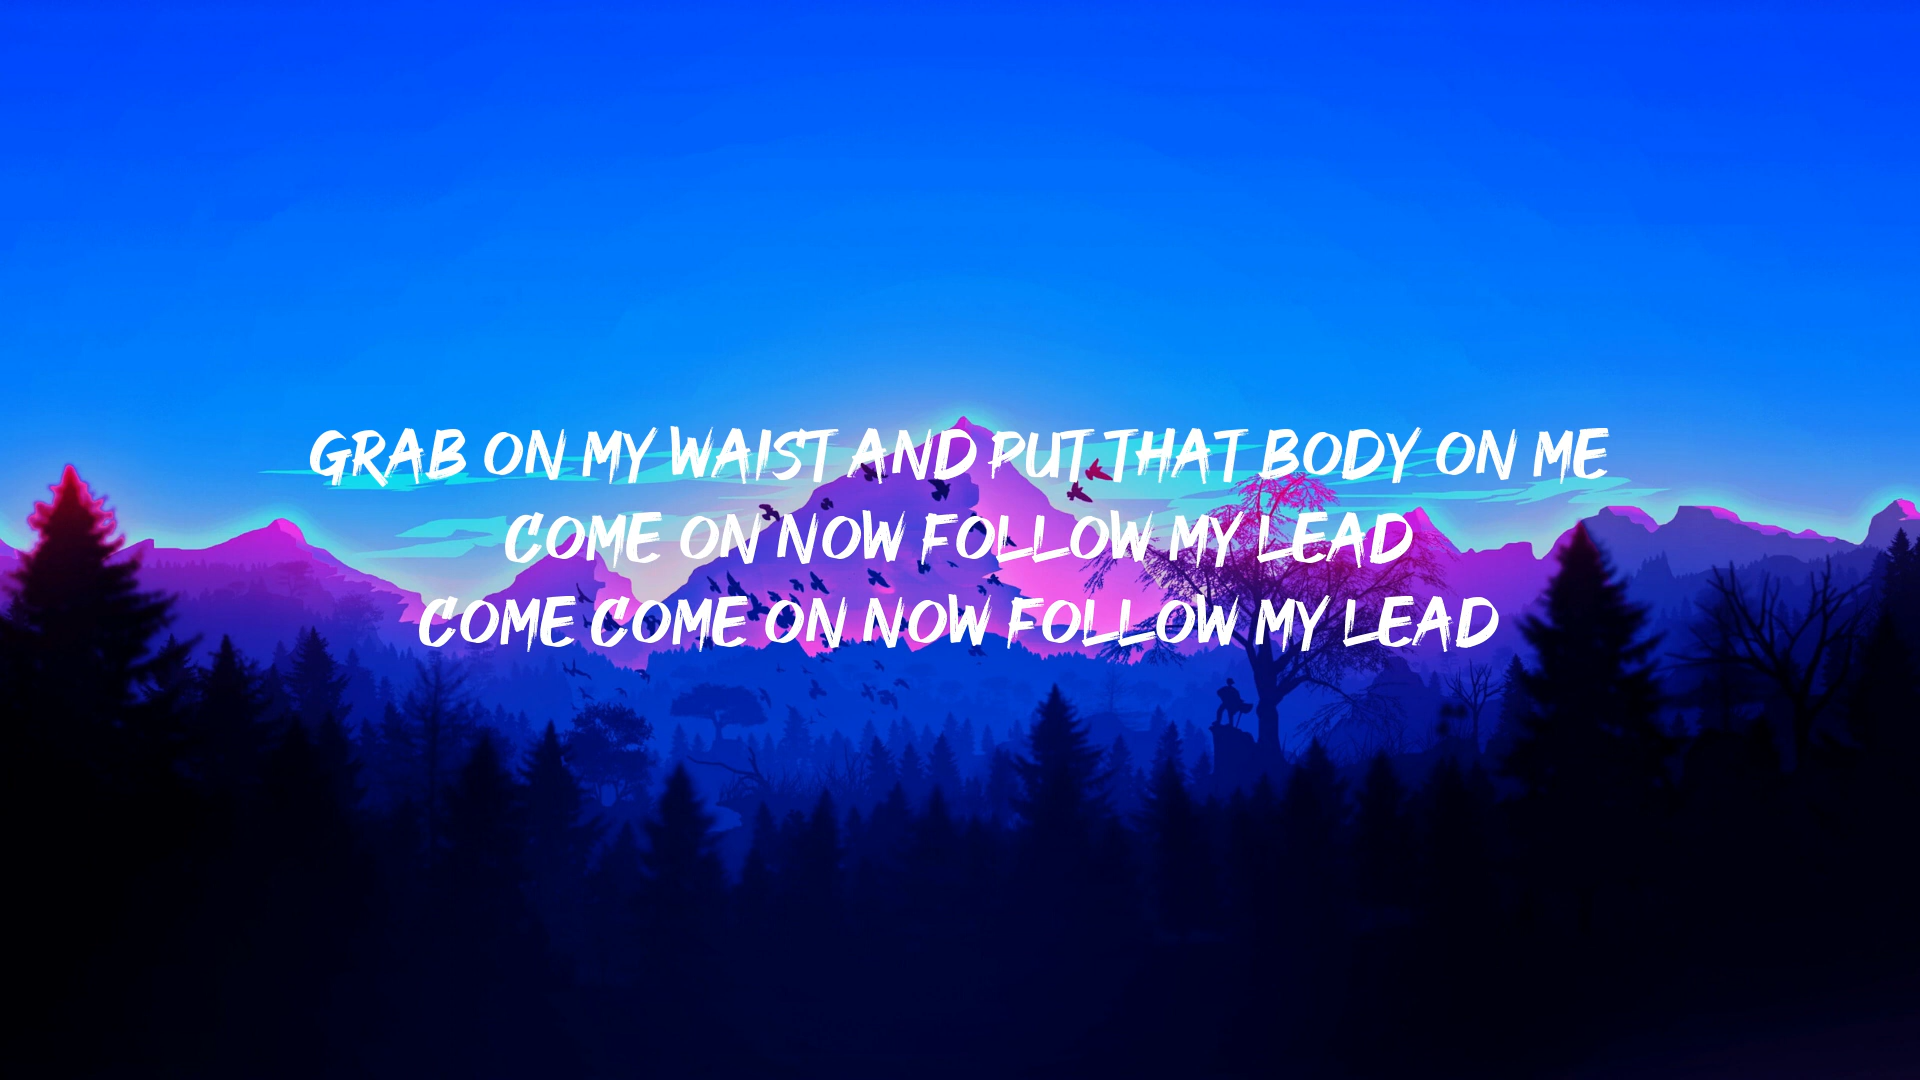 GRAB ON MY WAIST AND PUT THAT BODY ON ME
COME ON NOW FOLLOW MY LEAD
COME COME ON NOW FOLLOW MY LEAD